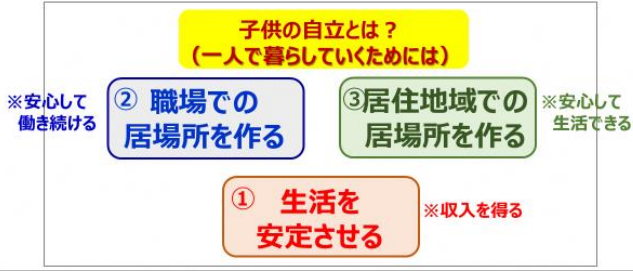 子供の自立とは？
（一人で暮らしていくためには）
※安心して
働き続ける
② 職場での
居場所を作る
③居住地域での
居場所を作る
※安心して
生活できる
① 生活を
安定させる
※収入を得る